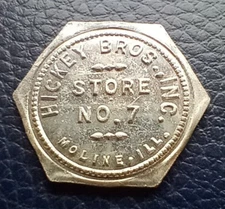 HICKEY BROS. INC.
STORE
NO. 7
MOLINE. ILL.